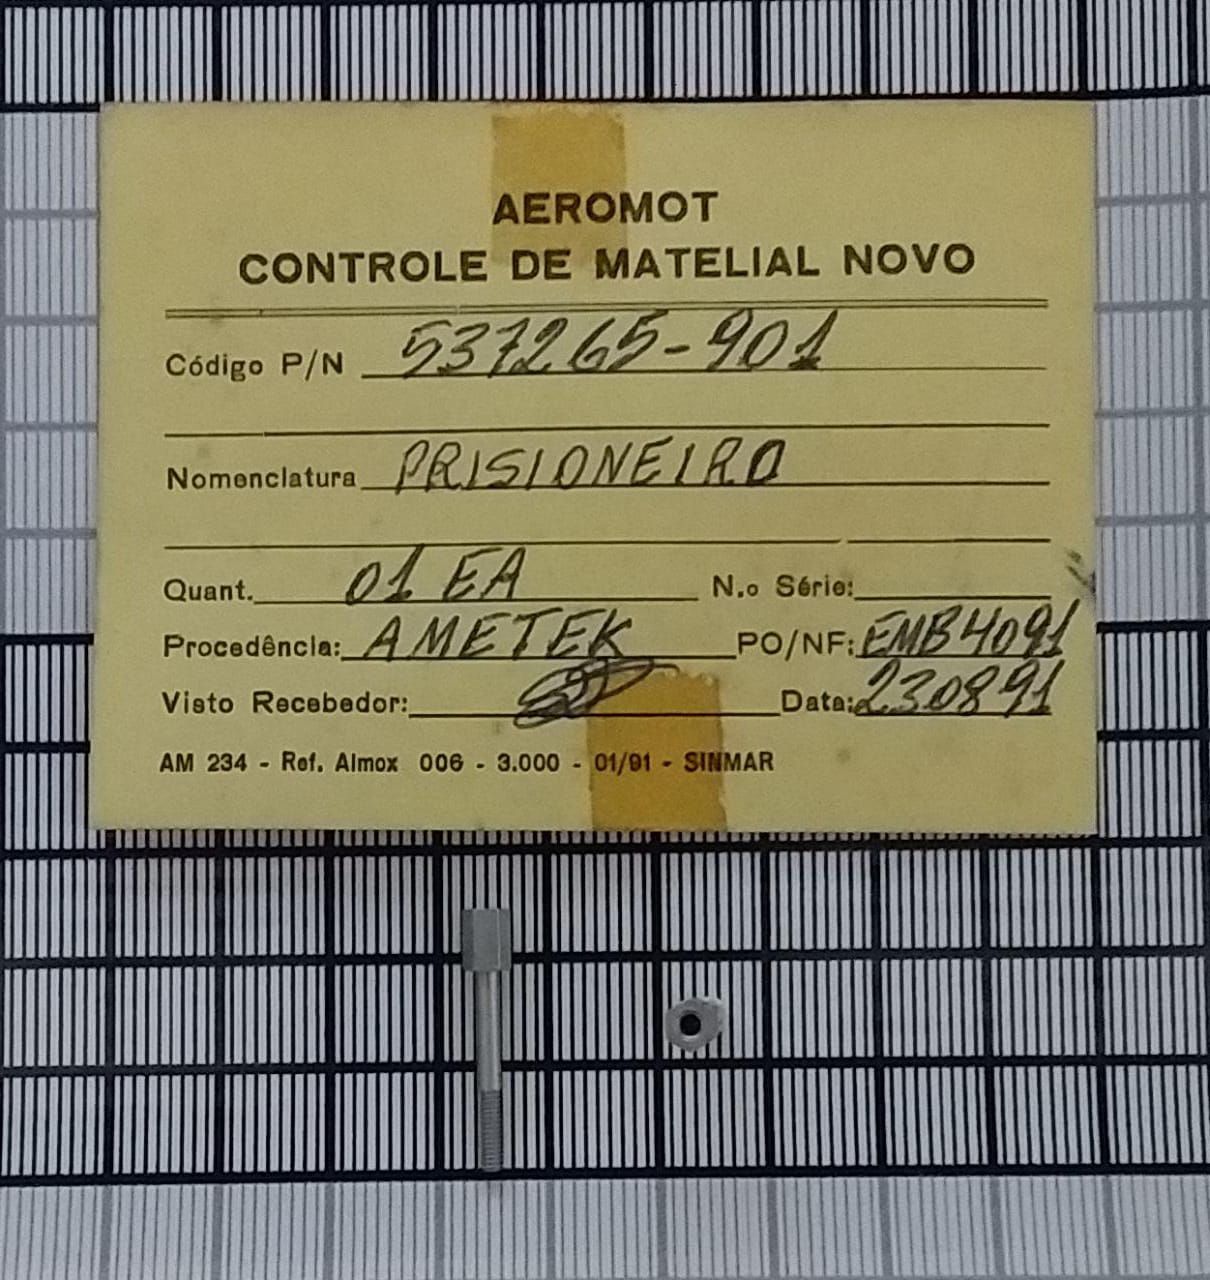 AEROMOT
CONTROLE DE MATELIAL NOVO
Código P/N 537265-901
Nomenclatura PRISIONEIRO
Quant. 01 EA N.o Série:
Procedência: AMETEK PO/NF: EMB4091
Visto Recebedor: Data: 230891
AM 234 - Ref. Almox 006 - 3.000 - 01/91 - SINMAR